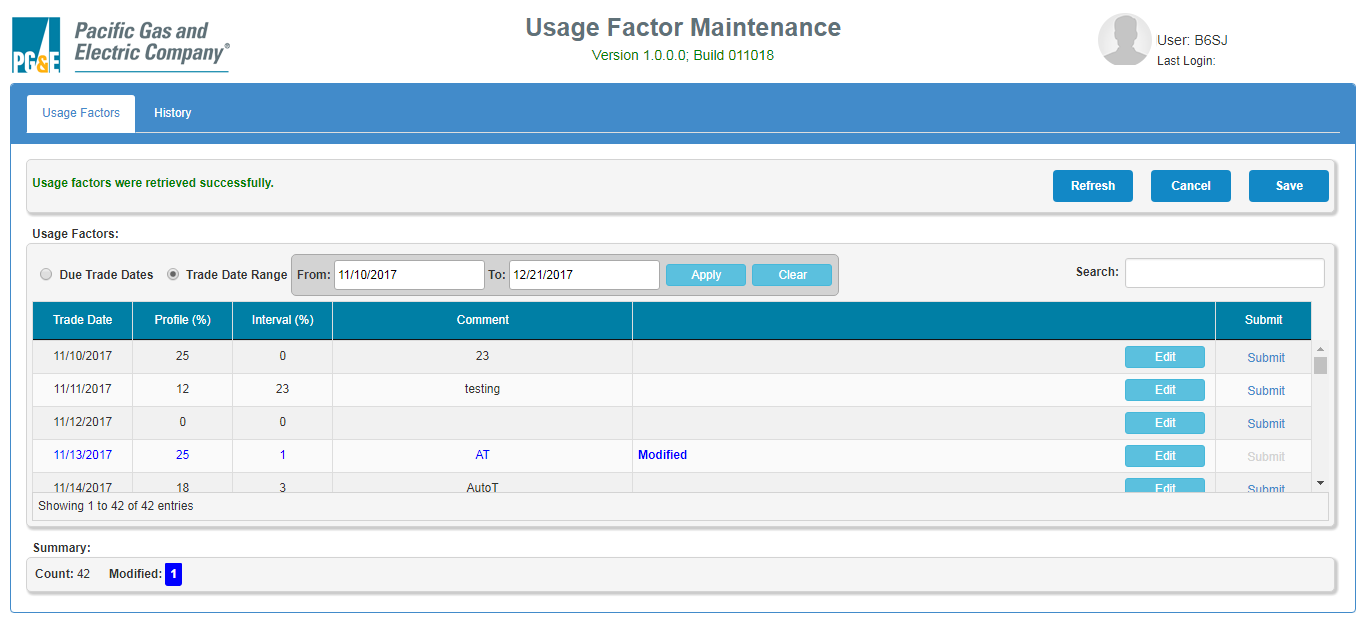 PG&E Pacific Gas and Electric Company®
Usage Factor Maintenance
Version 1.0.0.0; Build 011018
User: B6SJ
Last Login:
Usage Factors History
Usage factors were retrieved successfully. Refresh Cancel Save
Usage Factors:
Due Trade Dates Trade Date Range From: 11/10/2017 To: 12/21/2017 Apply Clear Search:
Trade Date Profile (%) Interval (%) Comment Submit
11/10/2017 25 0 23 Edit Submit
11/11/2017 12 23 testing Edit Submit
11/12/2017 0 0 Edit Submit
11/13/2017 25 1 AT Modified Edit Submit
11/14/2017 18 3 AutoT Edit Submit
Showing 1 to 42 of 42 entries
Summary:
Count: 42 Modified: 1